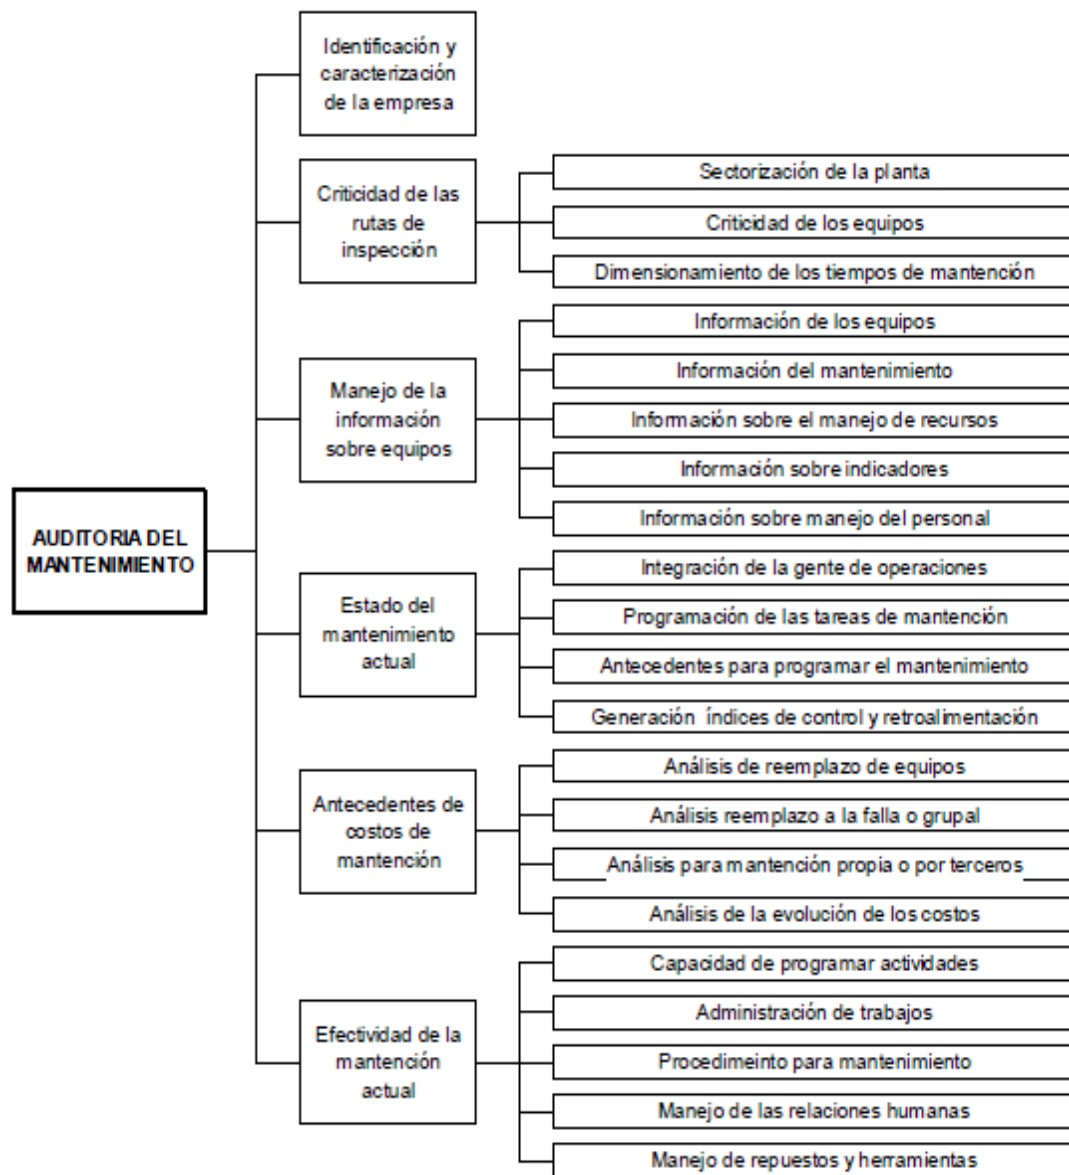 Identificación y
caracterización
de la empresa
Criticidad de las
rutas de
inspección
Sectorización de la planta
Criticidad de los equipos
Dimensionamiento de los tiempos de mantención
Manejo de la
información
sobre equipos
Información de los equipos
Información del mantenimiento
Información sobre el manejo de recursos
Información sobre indicadores
Información sobre manejo del personal
AUDITORIA DEL
MANTENIMIENTO
Estado del
mantenimiento
actual
Integración de la gente de operaciones
Programación de las tareas de mantención
Antecedentes para programar el mantenimiento
Generación índices de control y retroalimentación
Antecedentes de
costos de
mantención
Análisis de reemplazo de equipos
Análisis reemplazo a la falla o grupal
Análisis para mantención propia o por terceros
Análisis de la evolución de los costos
Efectividad de la
mantención
actual
Capacidad de programar actividades
Administración de trabajos
Procedimeinto para mantenimiento
Manejo de las relaciones humanas
Manejo de repuestos y herramientas